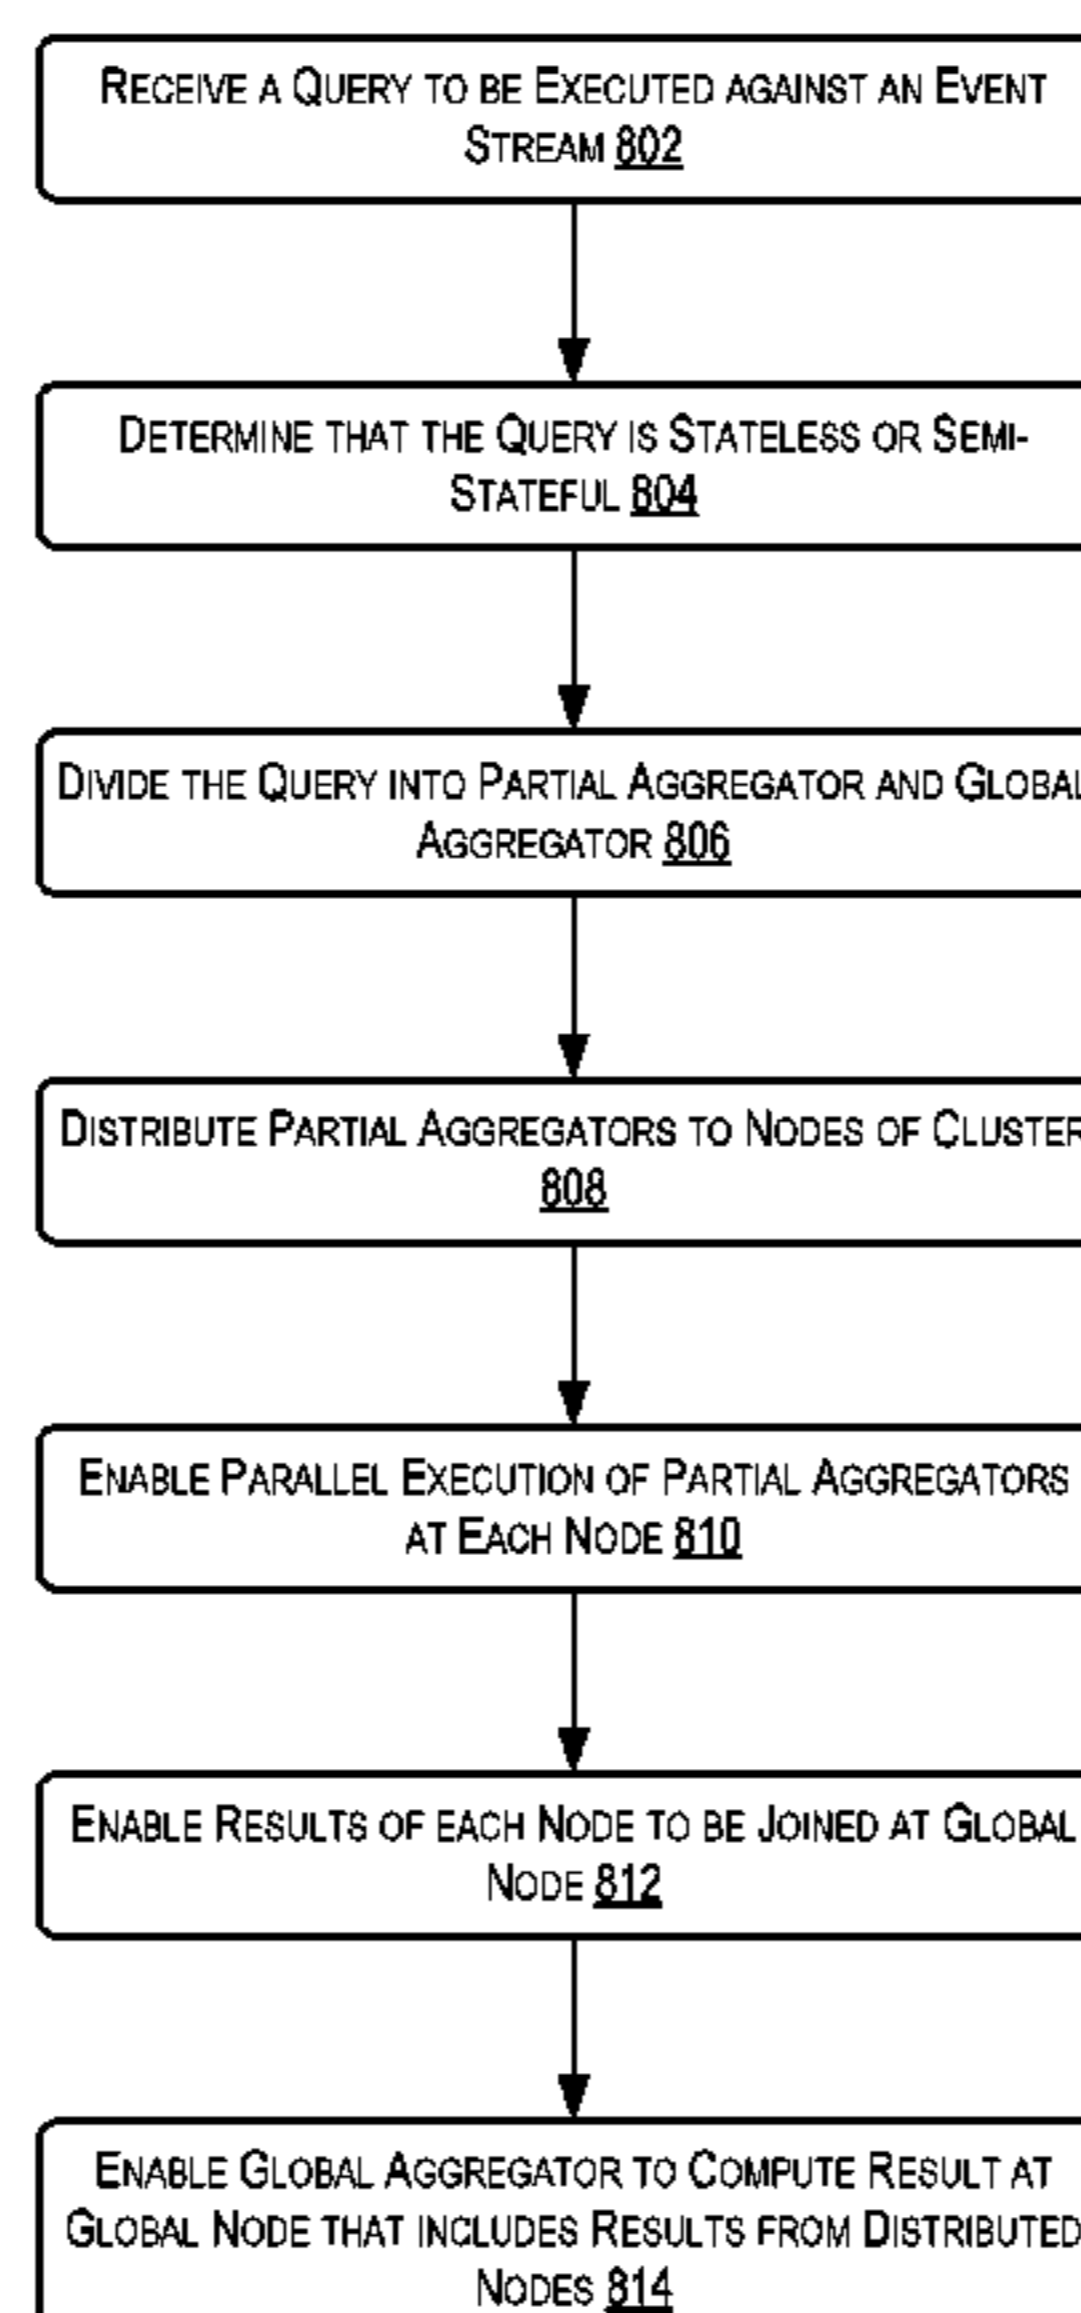 RECEIVE A QUERY TO BE EXECUTED AGAINST AN EVENT
STREAM 802
DETERMINE THAT THE QUERY IS STATELESS OR SEMI-
STATEFUL 804
DIVIDE THE QUERY INTO PARTIAL AGGREGATOR AND GLOBAL
AGGREGATOR 806
DISTRIBUTE PARTIAL AGGREGATORS TO NODES OF CLUSTER
808
ENABLE PARALLEL EXECUTION OF PARTIAL AGGREGATORS
AT EACH NODE 810
ENABLE RESULTS OF EACH NODE TO BE JOINED AT GLOBAL
NODE 812
ENABLE GLOBAL AGGREGATOR TO COMPUTE RESULT AT
GLOBAL NODE THAT INCLUDES RESULTS FROM DISTRIBUTED
NODES 814